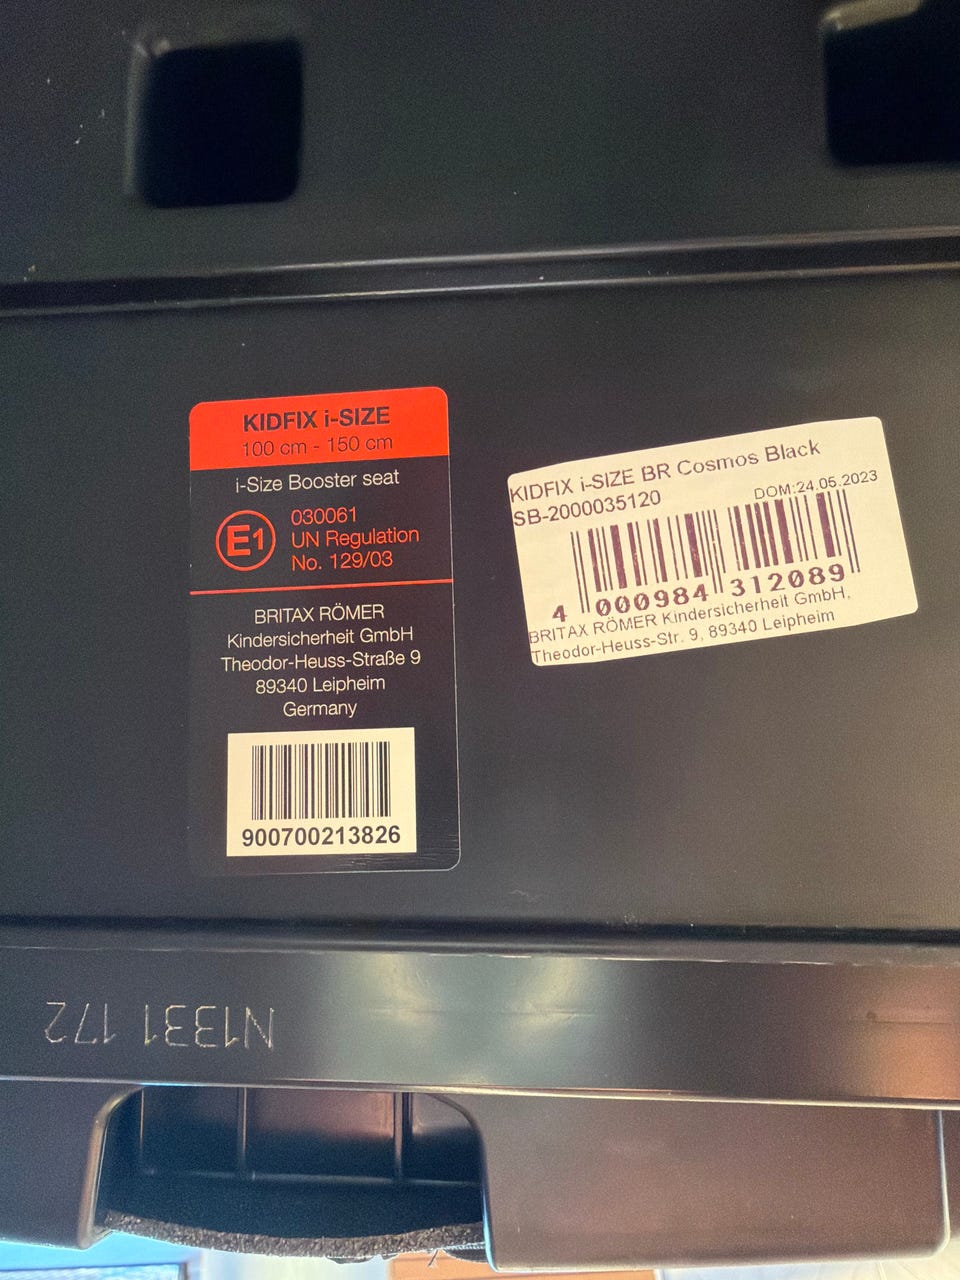 KIDFIX i-SIZE
100 cm - 150 cm
i-Size Booster seat
E1
030061
UN Regulation
No. 129/03
BRITAX RÖMER
Kindersicherheit GmbH
Theodor-Heuss-Straße 9
89340 Leipheim
Germany
900700213826
KIDFIX i-SIZE BR Cosmos Black
SB-2000035120
DOM:24.05.2023
4 000984 312089
BRITAX RÖMER Kindersicherheit GmbH,
Theodor-Heuss-Str. 9, 89340 Leipheim
N1331 172